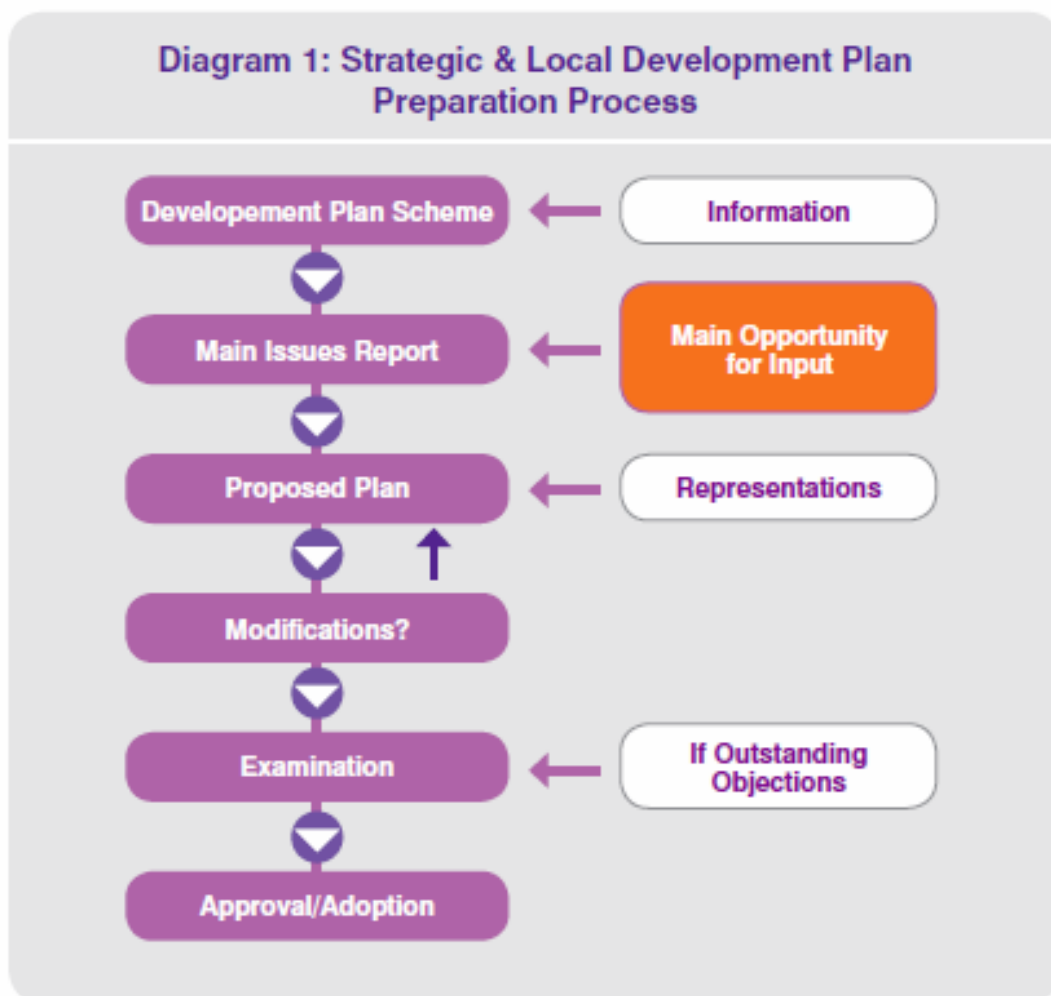 Diagram 1: Strategic & Local Development Plan
Preparation Process
Developement Plan Scheme
Information
Main Issues Report
Main Opportunity
for Input
Proposed Plan
Representations
Modifications?
Examination
If Outstanding
Objections
Approval/Adoption